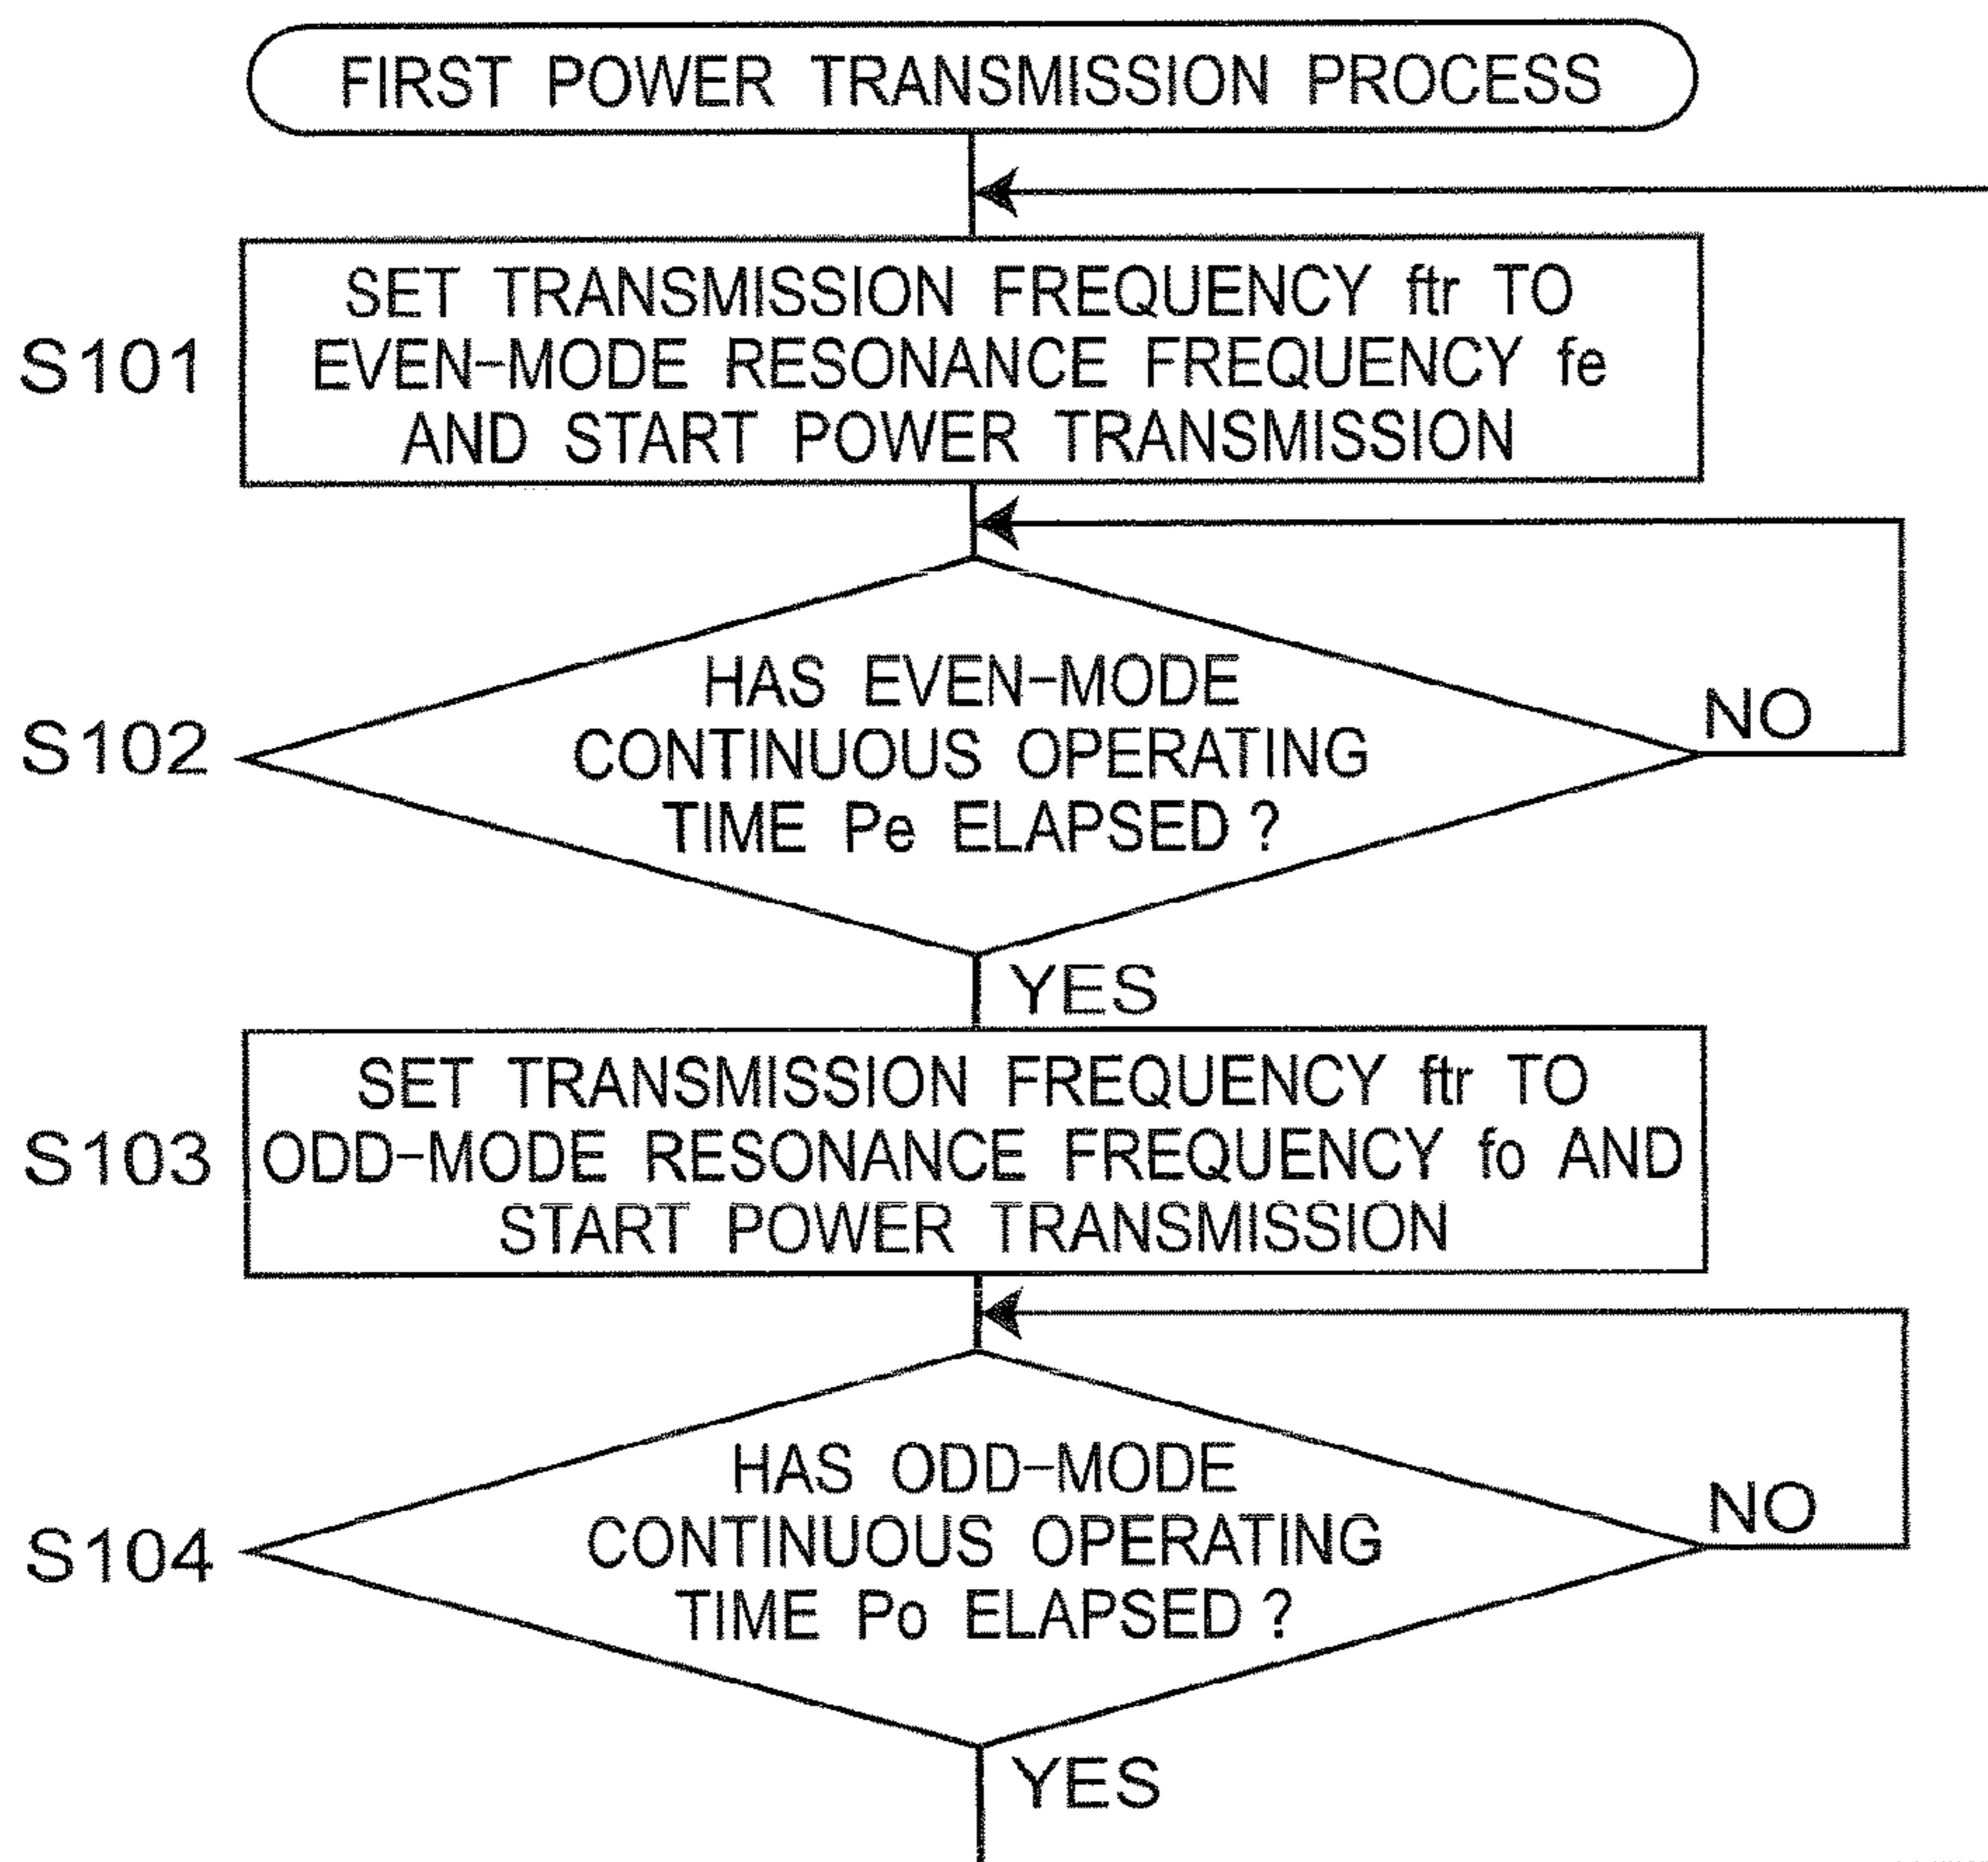 FIRST POWER TRANSMISSION PROCESS
S101
SET TRANSMISSION FREQUENCY ftr TO
EVEN-MODE RESONANCE FREQUENCY fe
AND START POWER TRANSMISSION
S102
HAS EVEN-MODE
CONTINUOUS OPERATING
TIME Pe ELAPSED ?
NO
YES
S103
SET TRANSMISSION FREQUENCY ftr TO
ODD-MODE RESONANCE FREQUENCY fo AND
START POWER TRANSMISSION
S104
HAS ODD-MODE
CONTINUOUS OPERATING
TIME Po ELAPSED ?
NO
YES